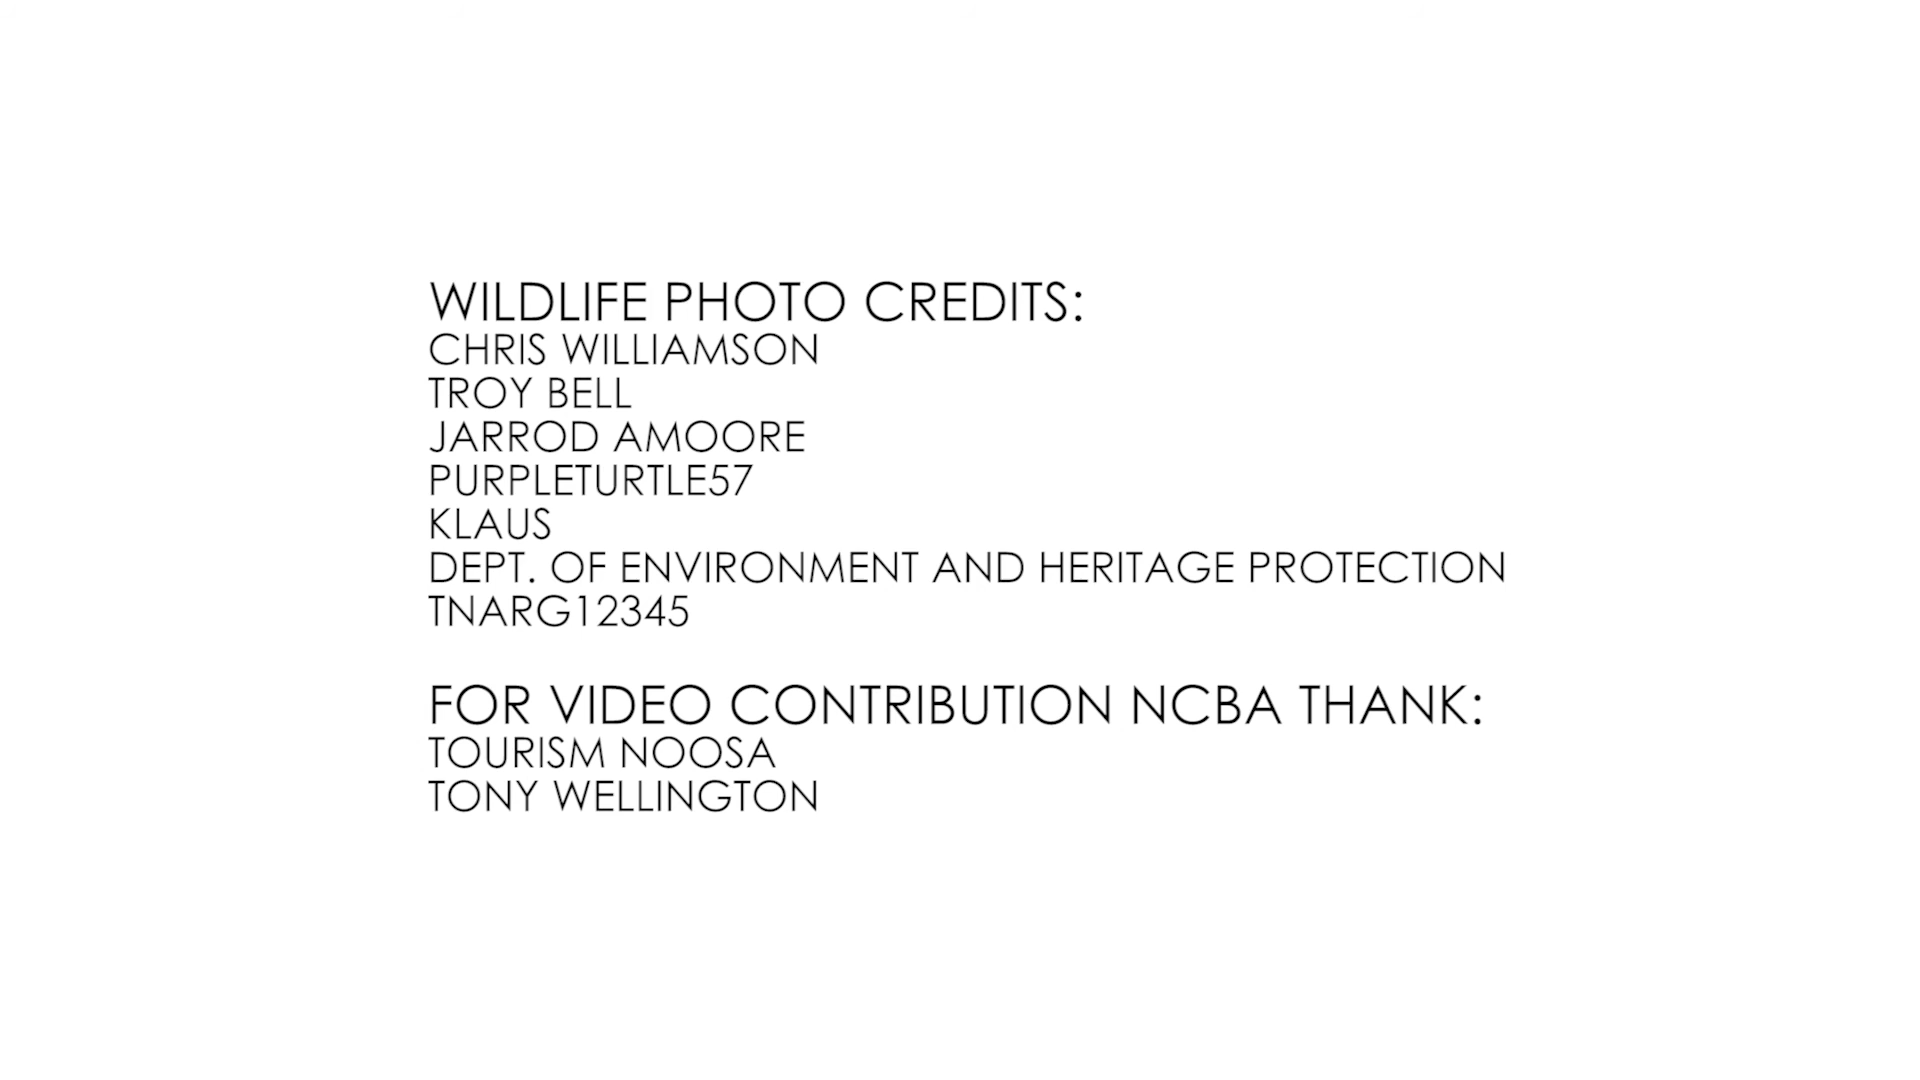 WILDLIFE PHOTO CREDITS:
CHRIS WILLIAMSON
TROY BELL
JARROD AMOORE
PURPLETURTLE57
KLAUS
DEPT. OF ENVIRONMENT AND HERITAGE PROTECTION
TNARG12345
FOR VIDEO CONTRIBUTION NCBA THANK:
TOURISM NOOSA
TONY WELLINGTON